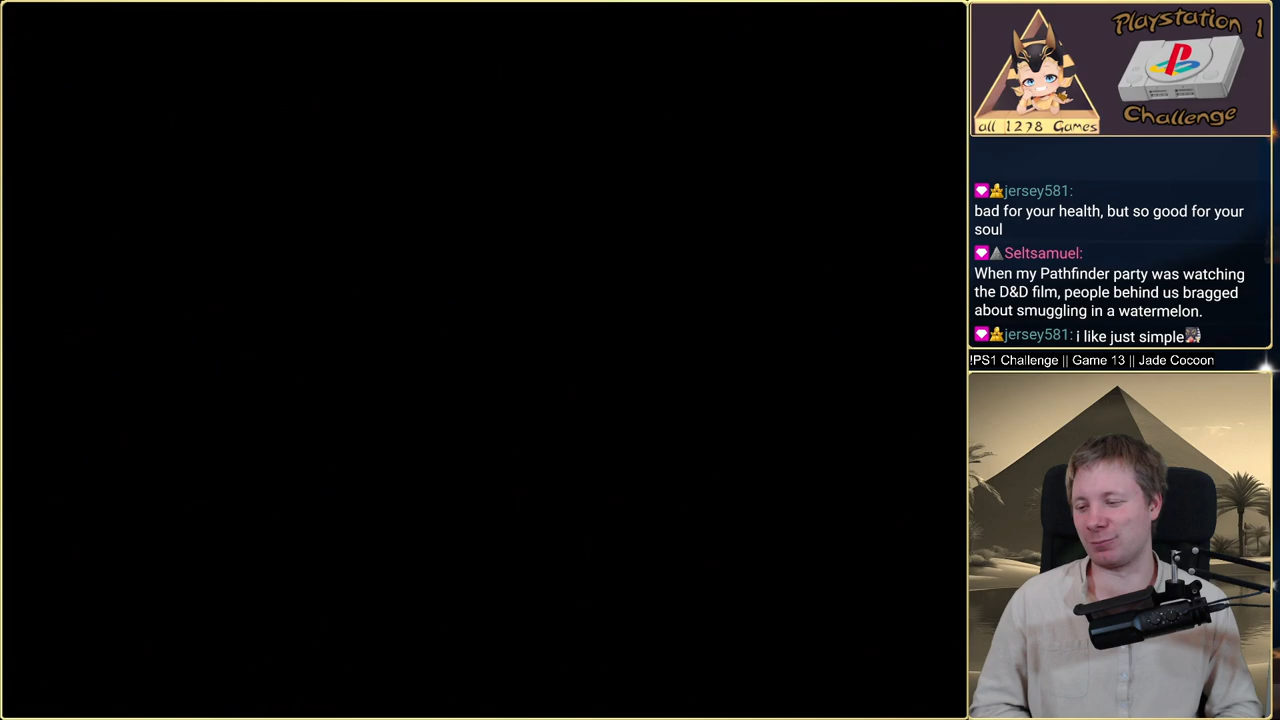 Playstation 1
all 1278 Games
Challenge
jersey581:
bad for your health, but so good for your
soul
Seltsamuel:
When my Pathfinder party was watching
the D&D film, people behind us bragged
about smuggling in a watermelon.
jersey581: i like just simple
!PS1 Challenge || Game 13 || Jade Cocoon